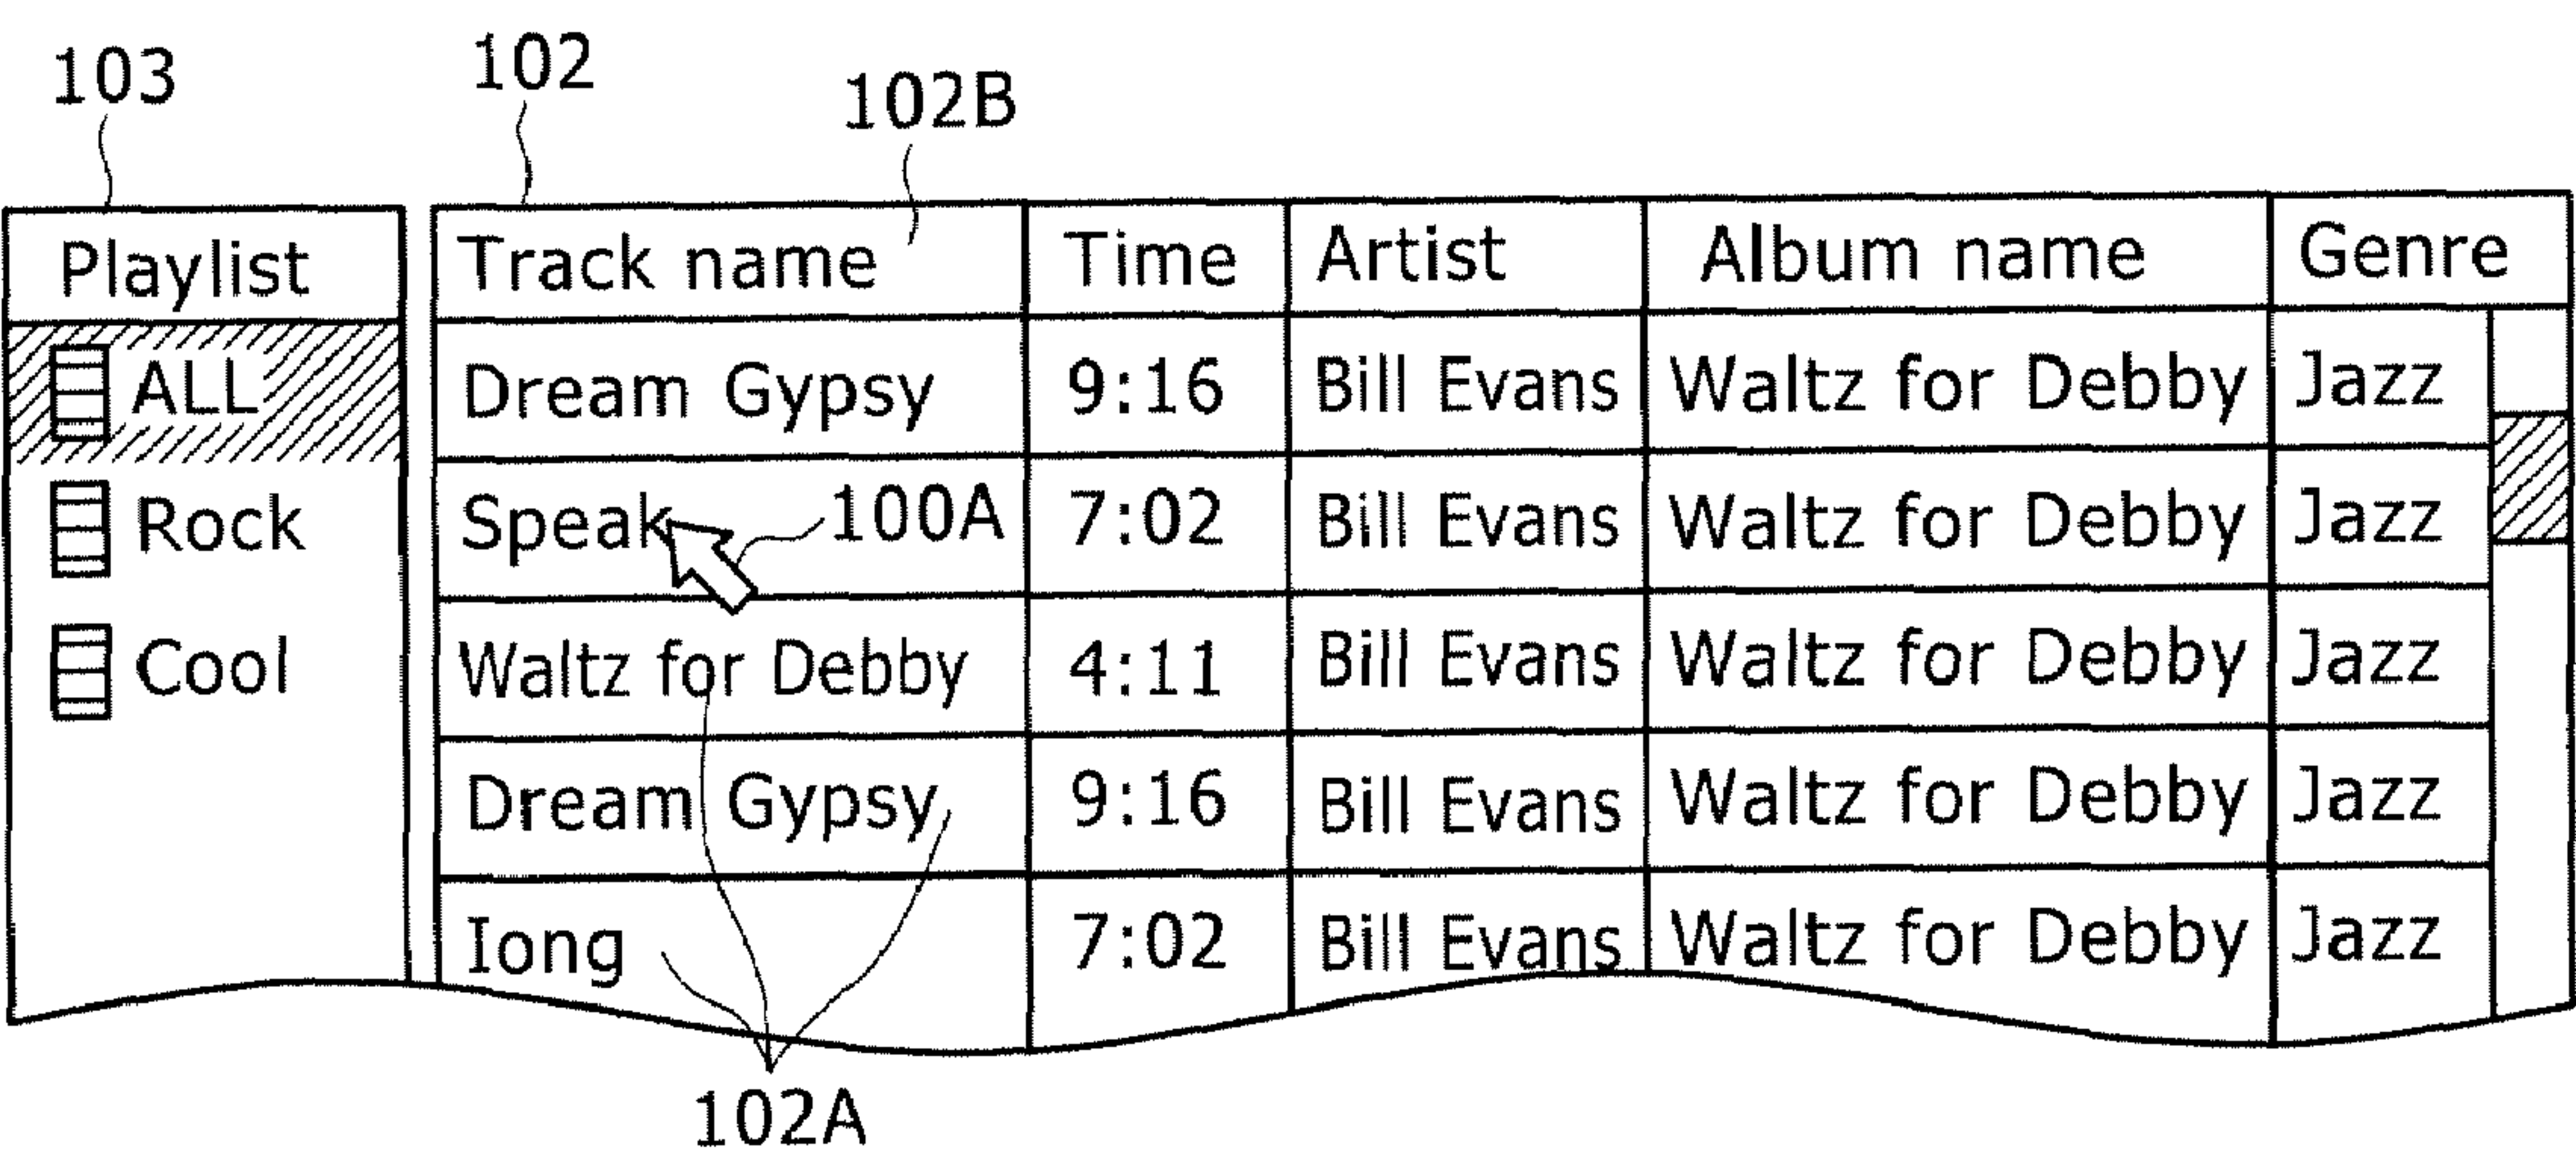 103 102 102B
Playlist Track name Time Artist Album name Genre
ALL Dream Gypsy 9:16 Bill Evans Waltz for Debby Jazz
Rock Speak 100A 7:02 Bill Evans Waltz for Debby Jazz
Cool Waltz for Debby 4:11 Bill Evans Waltz for Debby Jazz
Dream Gypsy 9:16 Bill Evans Waltz for Debby Jazz
Iong 7:02 Bill Evans Waltz for Debby Jazz
102A